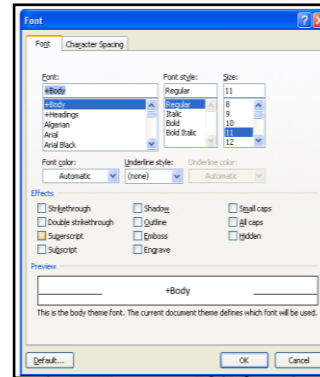 Font
Font Character Spacing
Font: Font style: Size:
+Body Regular 11
+Body Regular 8
+Headings Italic 9
Algerian Bold 10
Arial Bold Italic 11
Arial Black 12
Font color: Underline style: Underline color:
Automatic (none) Automatic
Effects
Strikethrough Shadow Small caps
Double strikethrough Outline All caps
Superscript Emboss Hidden
Subscript Engrave
Preview
+Body
This is the body theme font. The current document theme defines which font will be used.
Default... OK Cancel